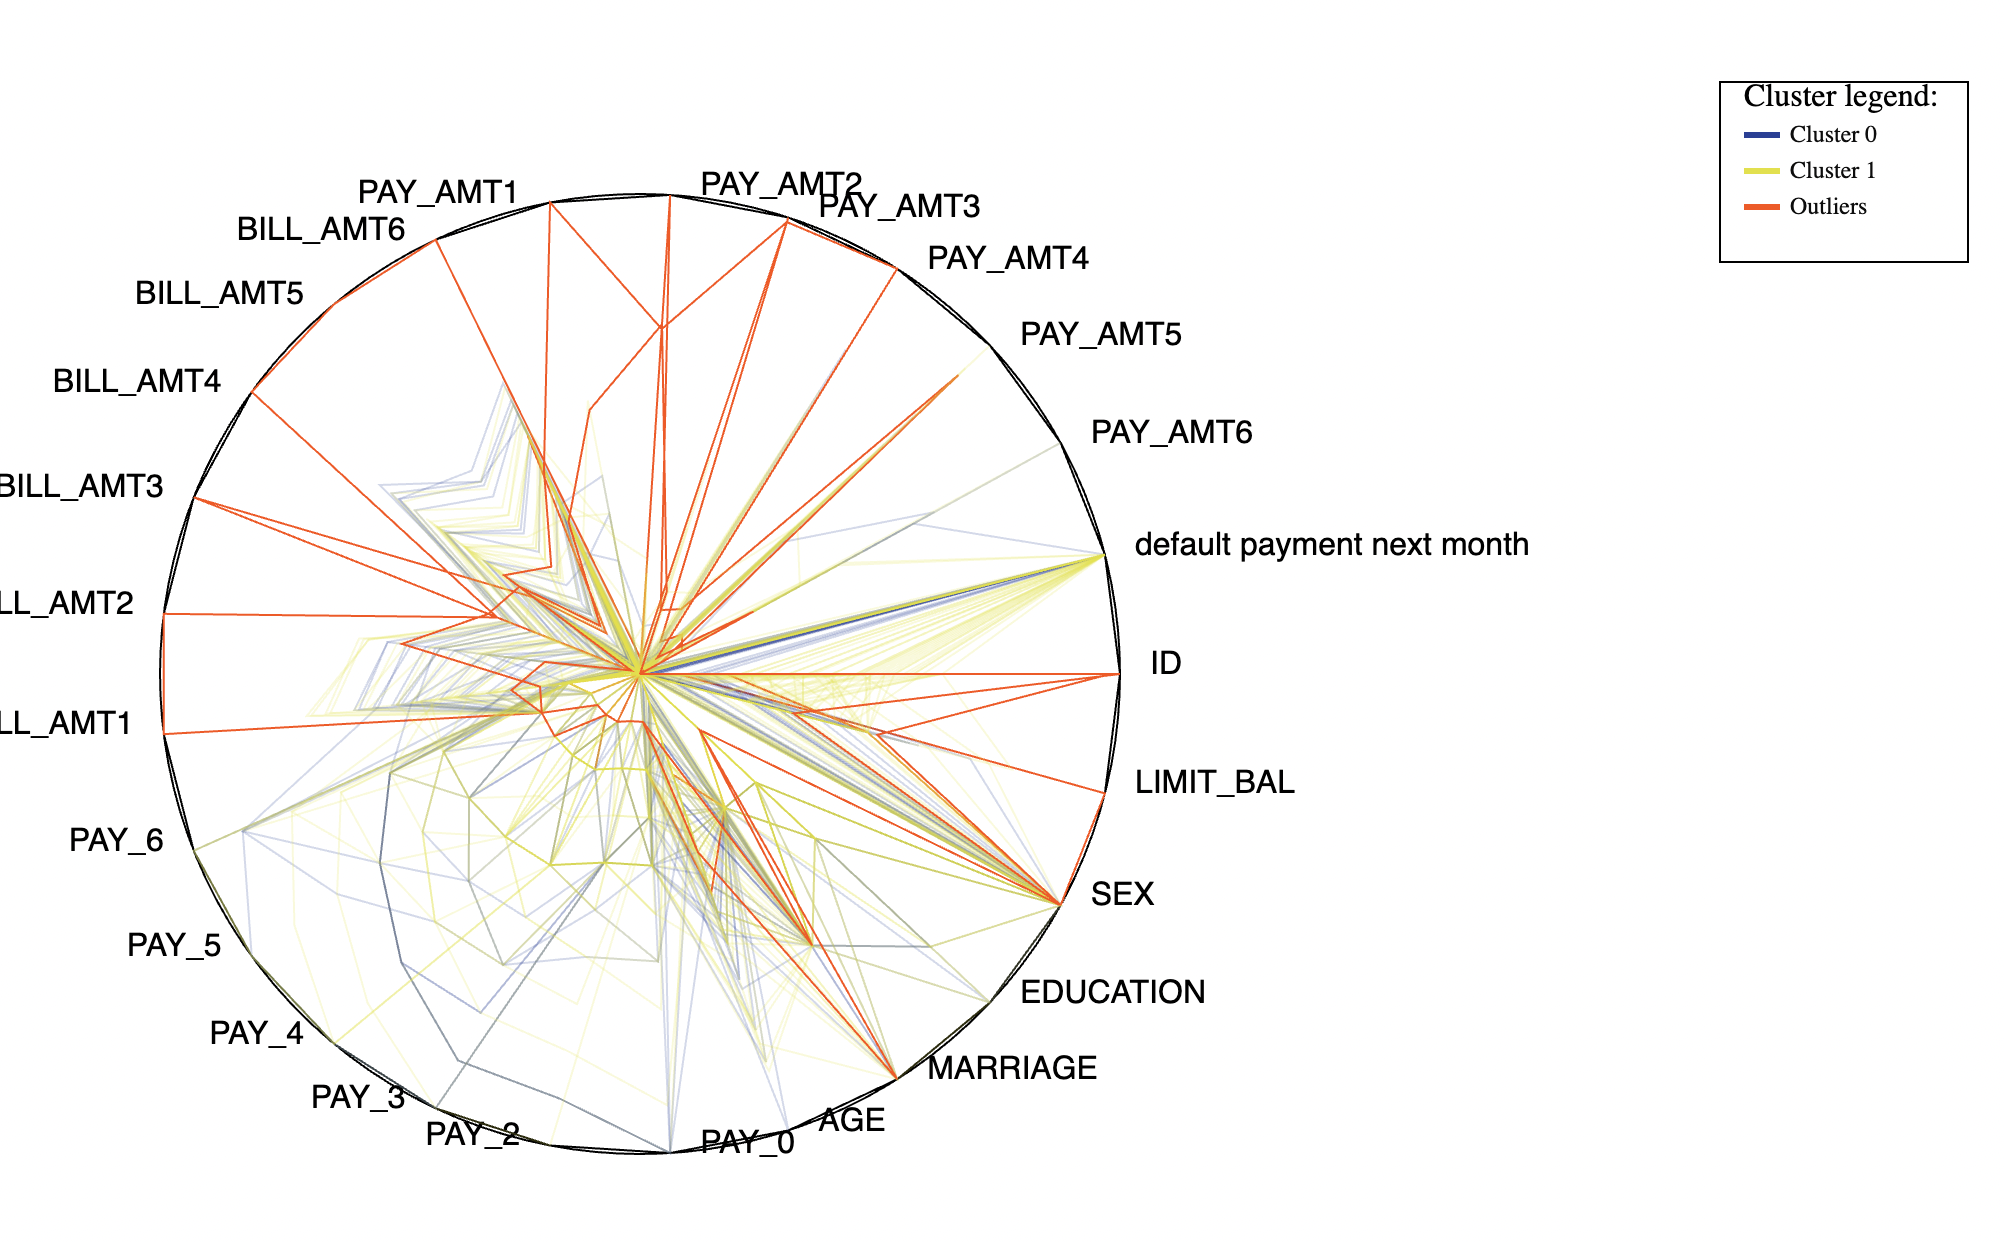 Cluster legend:
Cluster 0
Cluster 1
Outliers
PAY_AMT1
PAY_AMT2
BILL_AMT6
PAY_AMT3
PAY_AMT4
BILL_AMT5
PAY_AMT5
BILL_AMT4
PAY_AMT6
BILL_AMT3
default payment next month
LL_AMT2
ID
LL_AMT1
LIMIT_BAL
PAY_6
SEX
PAY_5
EDUCATION
PAY_4
MARRIAGE
PAY_3
AGE
PAY_2
PAY_0